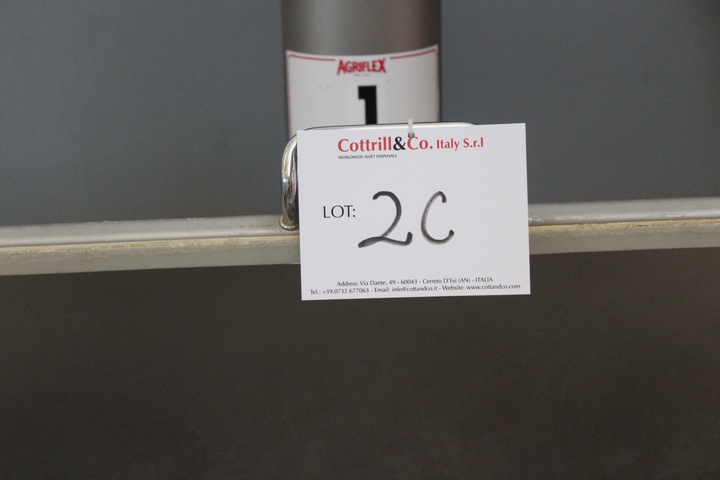 AGRIFLEX
1
Cottrill&Co. Italy S.r.l
WORLDWIDE ASSET DISPOSALS
LOT: 2C
Address: Via Dante, 49 - 60043 - Cerreto D'Esi (AN) - ITALIA
Tel.: +39.0732.677063 - Email: info@cottandco.it - Website: www.cottandco.com